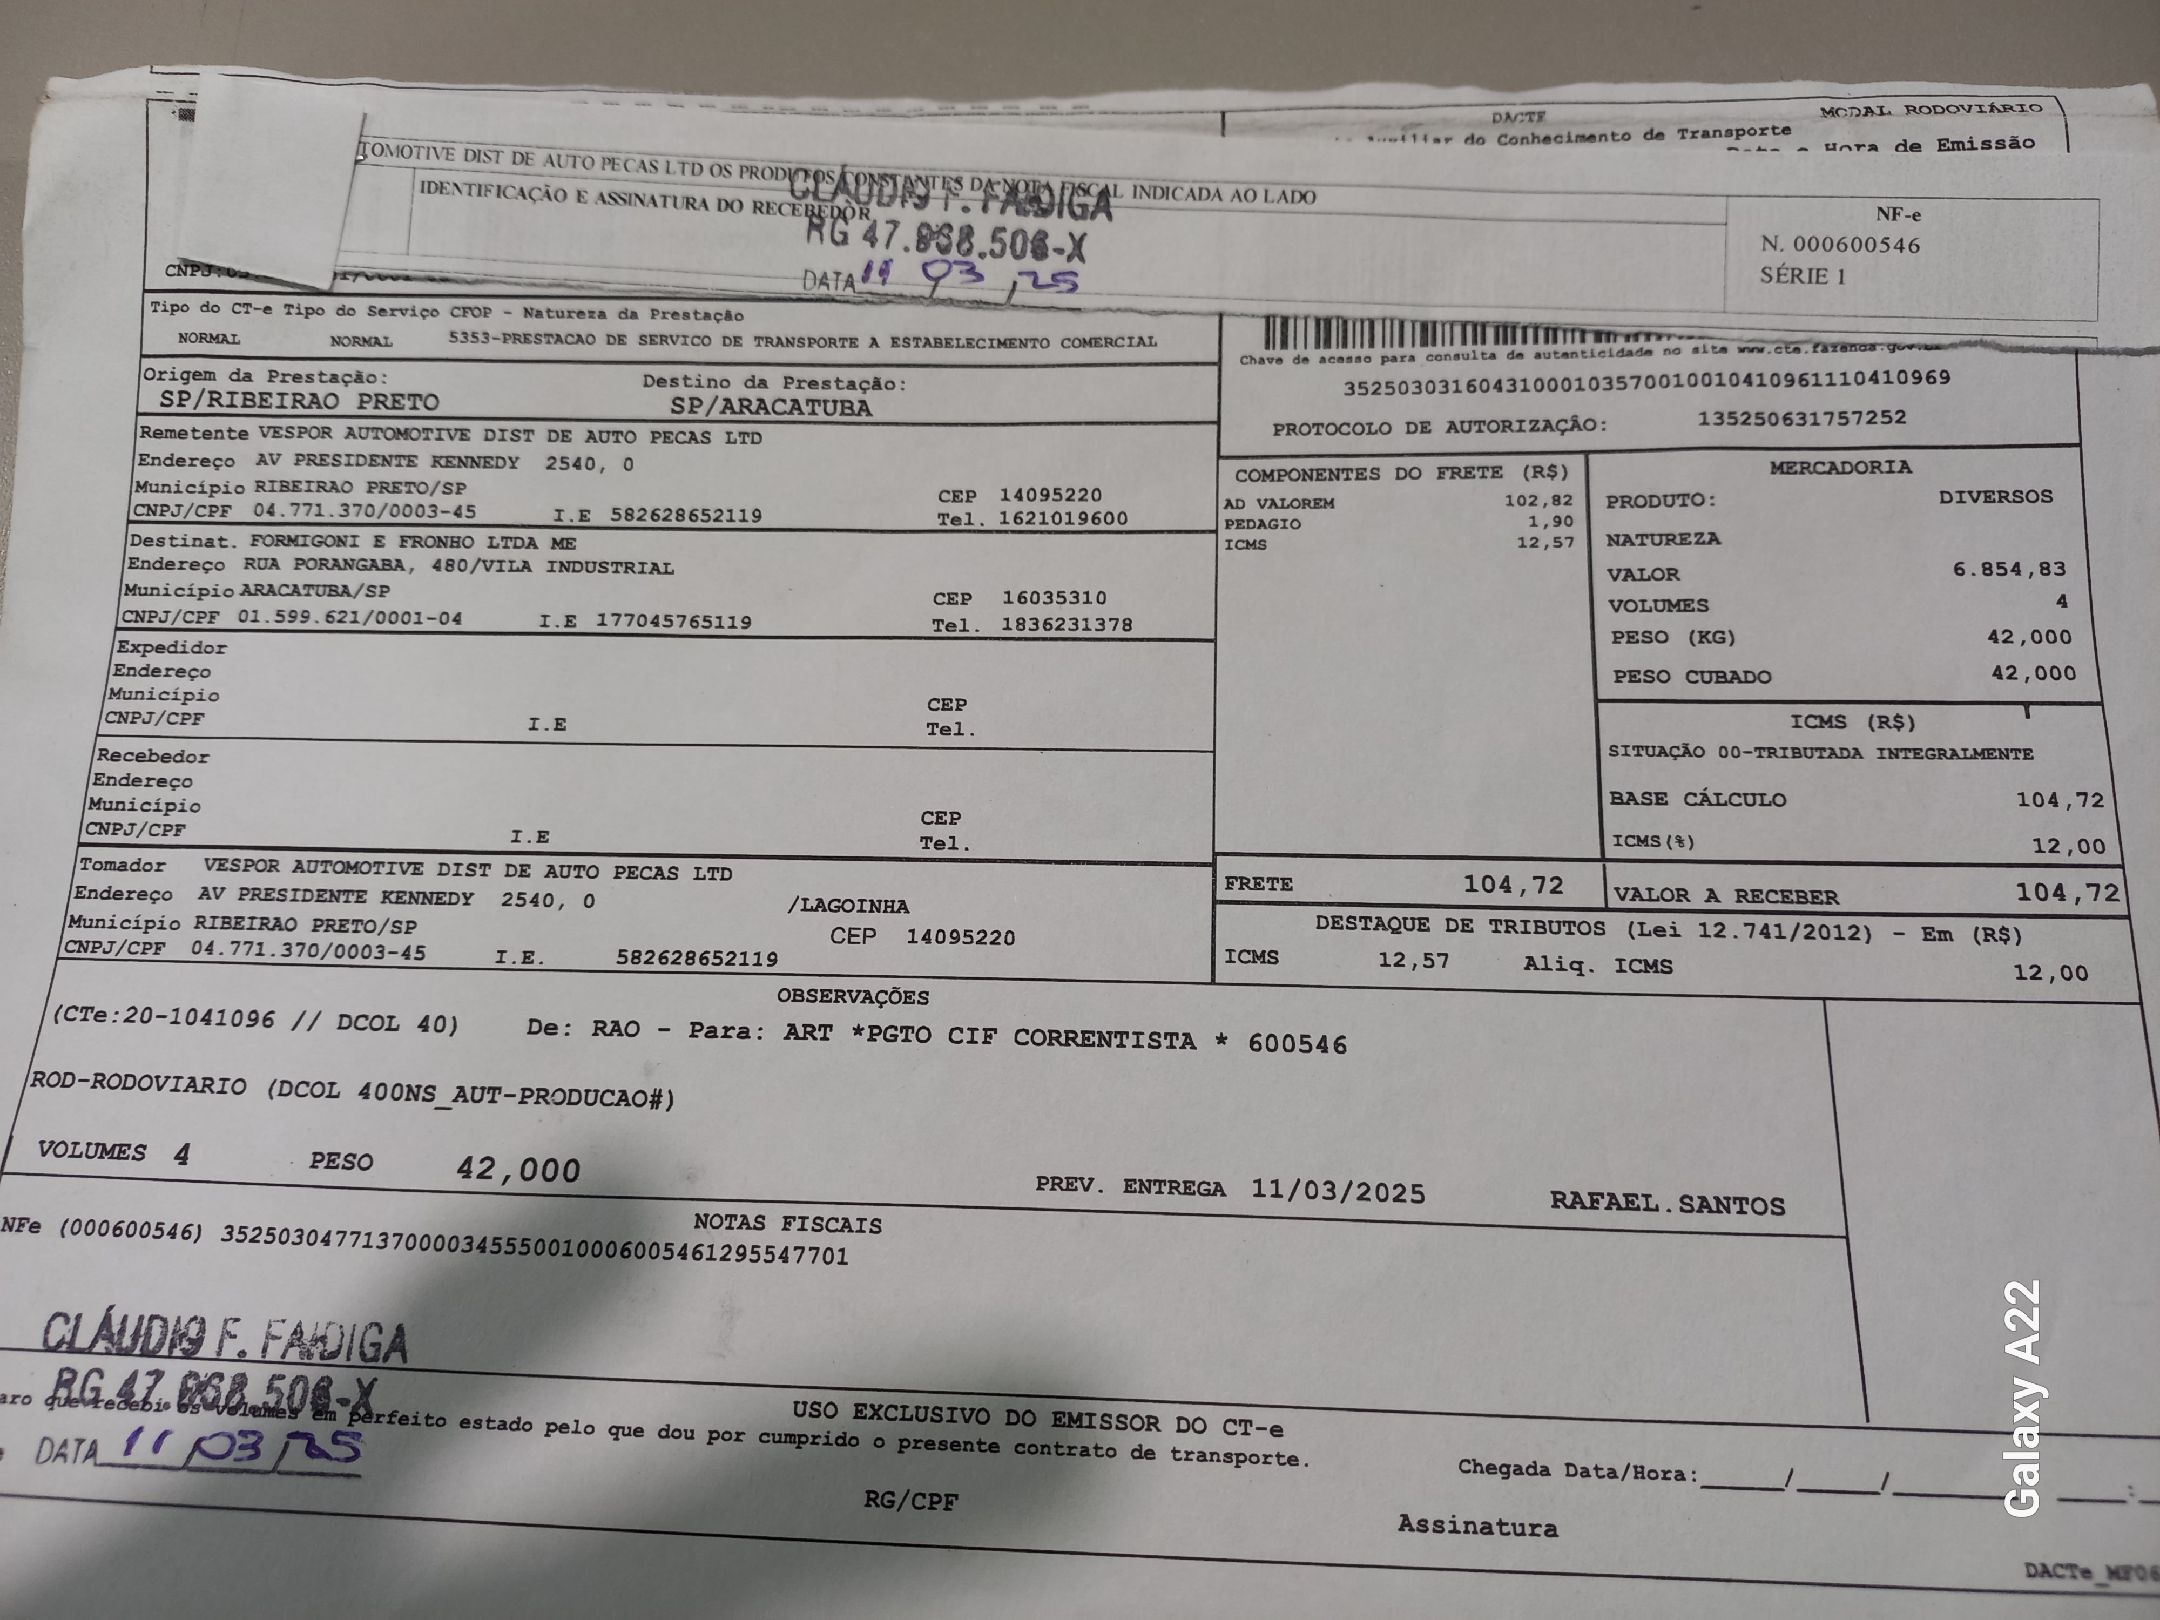 DACTE
MODAL RODOVIÁRIO
do Conhecimento de Transporte
Hora de Emissão
TOMOTIVE DIST DE AUTO PECAS LTD OS PRODUTOS CONSTANTES DA NOTA FISCAL INDICADA AO LADO
IDENTIFICAÇÃO E ASSINATURA DO RECEBEDOR
CLÁUDIO F. FAIDIGA
DATA 11 03 25
NF-e
N. 000600546
SÉRIE 1
CNPJ:
Tipo do CT-e Tipo do Serviço CFOP - Natureza da Prestação
NORMAL NORMAL 5353-PRESTACAO DE SERVICO DE TRANSPORTE A ESTABELECIMENTO COMERCIAL
Chave de acesso para consulta de autenticidade no site www.cte.fazenda.gov.br
35250303160431000103570010010410961110410969
PROTOCOLO DE AUTORIZAÇÃO: 135250631757252
Origem da Prestação: Destino da Prestação:
SP/RIBEIRAO PRETO SP/ARACATUBA
Remetente VESPOR AUTOMOTIVE DIST DE AUTO PECAS LTD
Endereço AV PRESIDENTE KENNEDY 2540, 0
Município RIBEIRAO PRETO/SP CEP 14095220
CNPJ/CPF 04.771.370/0003-45 I.E 582628652119 Tel. 1621019600
Destinat. FORMIGONI E FRONHO LTDA ME
Endereço RUA PORANGABA, 480/VILA INDUSTRIAL
Município ARACATUBA/SP CEP 16035310
CNPJ/CPF 01.599.621/0001-04 I.E 177045765119 Tel. 1836231378
Expedidor
Endereço
Município CEP
CNPJ/CPF I.E Tel.
Recebedor
Endereço
Município CEP
CNPJ/CPF I.E Tel.
Tomador VESPOR AUTOMOTIVE DIST DE AUTO PECAS LTD
Endereço AV PRESIDENTE KENNEDY 2540, 0 /LAGOINHA
Município RIBEIRAO PRETO/SP CEP 14095220
CNPJ/CPF 04.771.370/0003-45 I.E. 582628652119
COMPONENTES DO FRETE (R$)
AD VALOREM 102,82
PEDAGIO 1,90
ICMS 12,57
MERCADORIA
PRODUTO: DIVERSOS
NATUREZA
VALOR 6.854,83
VOLUMES 4
PESO (KG) 42,000
PESO CUBADO 42,000
ICMS (R$)
SITUAÇÃO 00-TRIBUTADA INTEGRALMENTE
BASE CÁLCULO 104,72
ICMS(%) 12,00
FRETE 104,72 VALOR A RECEBER 104,72
DESTAQUE DE TRIBUTOS (Lei 12.741/2012) - Em (R$)
ICMS 12,57 Aliq. ICMS 12,00
OBSERVAÇÕES
(CTe:20-1041096 // DCOL 40) De: RAO - Para: ART *PGTO CIF CORRENTISTA * 600546
ROD-RODOVIARIO (DCOL 400NS_AUT-PRODUCAO#)
VOLUMES 4 PESO 42,000 PREV. ENTREGA 11/03/2025 RAFAEL.SANTOS
NOTAS FISCAIS
NFe (000600546) 35250304771370000345550010006005461295547701
CLÁUDIO F. FAIDIGA
USO EXCLUSIVO DO EMISSOR DO CT-e
que recebi os volumes em perfeito estado pelo que dou por cumprido o presente contrato de transporte.
DATA 11/03/25
Chegada Data/Hora:____/____/____ __:__
RG/CPF
Assinatura
Galaxy A22